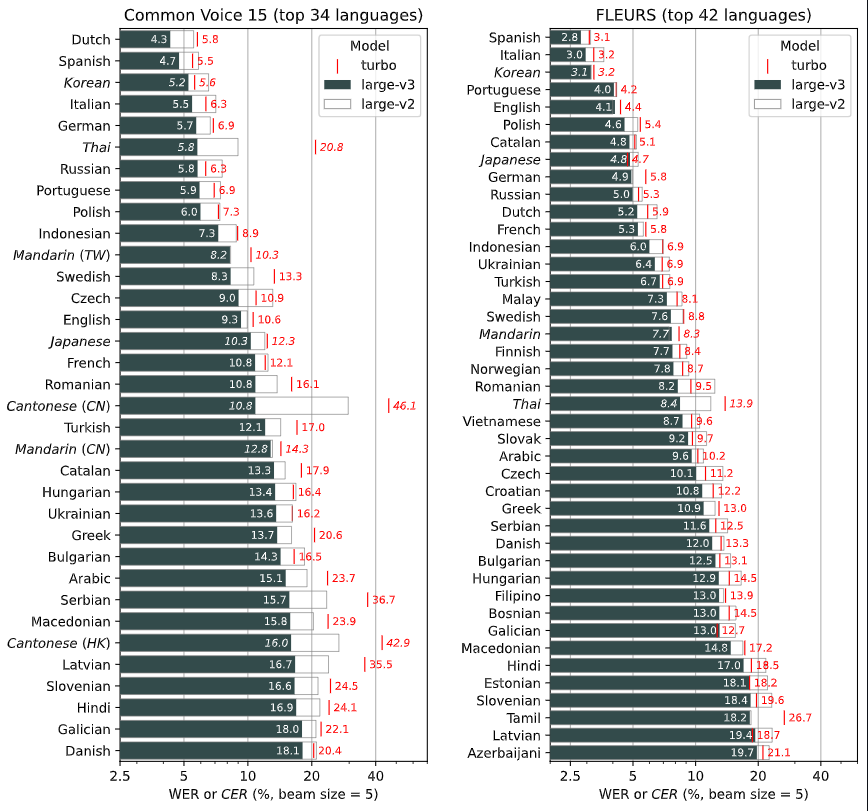 Common Voice 15 (top 34 languages)
Model
turbo
large-v3
large-v2
Dutch 4.3 5.8
Spanish 4.7 5.5
Korean 5.2 5.6
Italian 5.5 6.3
German 5.7 6.9
Thai 5.8 20.8
Russian 5.8 6.3
Portuguese 5.9 6.9
Polish 6.0 7.3
Indonesian 7.3 8.9
Mandarin (TW) 8.2 10.3
Swedish 8.3 13.3
Czech 9.0 10.9
English 9.3 10.6
Japanese 10.3 12.3
French 10.8 12.1
Romanian 10.8 16.1
Cantonese (CN) 10.8 46.1
Turkish 12.1 17.0
Mandarin (CN) 12.8 14.3
Catalan 13.3 17.9
Hungarian 13.4 16.4
Ukrainian 13.6 16.2
Greek 13.7 20.6
Bulgarian 14.3 16.5
Arabic 15.1 23.7
Serbian 15.7 36.7
Macedonian 15.8 23.9
Cantonese (HK) 16.0 42.9
Latvian 16.7 35.5
Slovenian 16.6 24.5
Hindi 16.9 24.1
Galician 18.0 22.1
Danish 18.1 20.4
2.5 5 10 20 40
WER or CER (%, beam size = 5)
FLEURS (top 42 languages)
Model
turbo
large-v3
large-v2
Spanish 2.8 3.1
Italian 3.0 3.2
Korean 3.1 3.2
Portuguese 4.0 4.2
English 4.1 4.4
Polish 4.6 5.4
Catalan 4.8 5.1
Japanese 4.8 4.7
German 4.9 5.8
Russian 5.0 5.3
Dutch 5.2 5.9
French 5.3 5.8
Indonesian 6.0 6.9
Ukrainian 6.4 6.9
Turkish 6.7 6.9
Malay 7.3 8.1
Swedish 7.6 8.8
Mandarin 7.7 8.3
Finnish 7.7 8.4
Norwegian 7.8 8.7
Romanian 8.2 9.5
Thai 8.4 13.9
Vietnamese 8.7 9.6
Slovak 9.2 9.7
Arabic 9.6 10.2
Czech 10.1 11.2
Croatian 10.8 12.2
Greek 10.9 13.0
Serbian 11.6 12.5
Danish 12.0 13.3
Bulgarian 12.5 13.1
Hungarian 12.9 14.5
Filipino 13.0 13.9
Bosnian 13.0 14.5
Galician 13.0 12.7
Macedonian 14.8 17.2
Hindi 17.0 18.5
Estonian 18.1 18.2
Slovenian 18.4 19.6
Tamil 18.2 26.7
Latvian 19.4 18.7
Azerbaijani 19.7 21.1
2.5 5 10 20 40
WER or CER (%, beam size = 5)